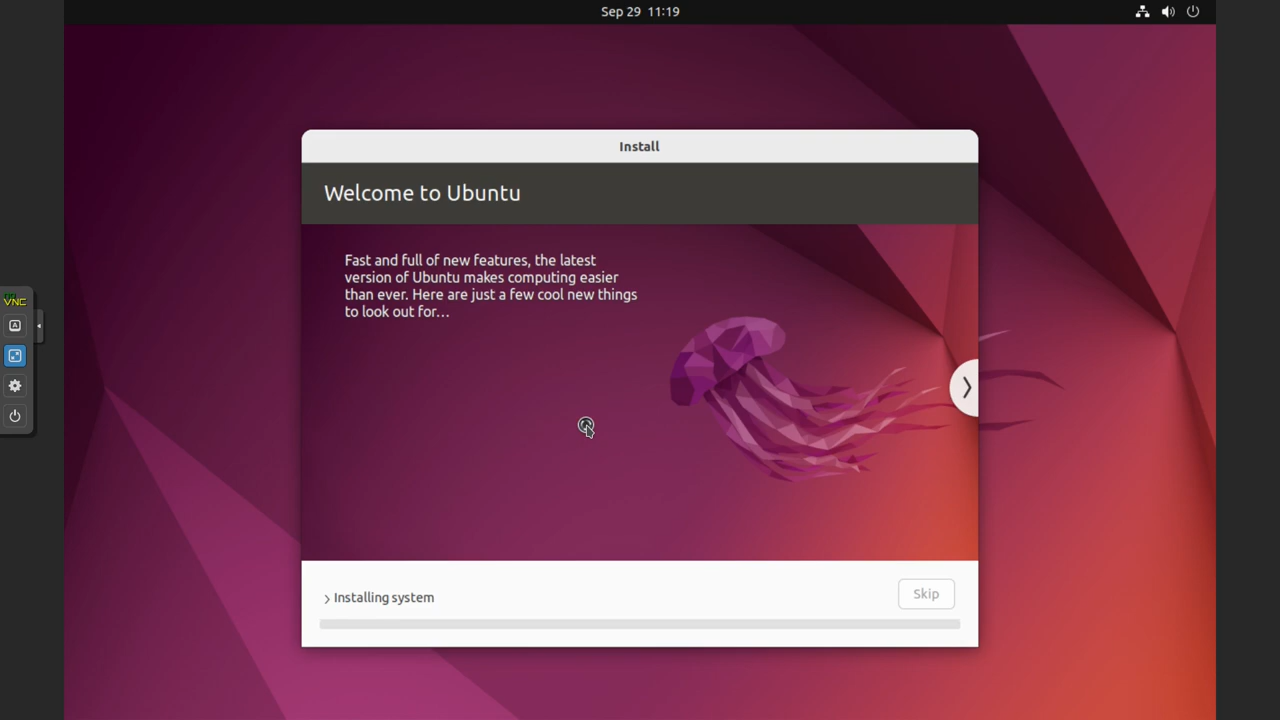 Sep 29 11:19
Install
Welcome to Ubuntu
Fast and full of new features, the latest
version of Ubuntu makes computing easier
than ever. Here are just a few cool new things
to look out for...
VNC
A
Installing system
Skip